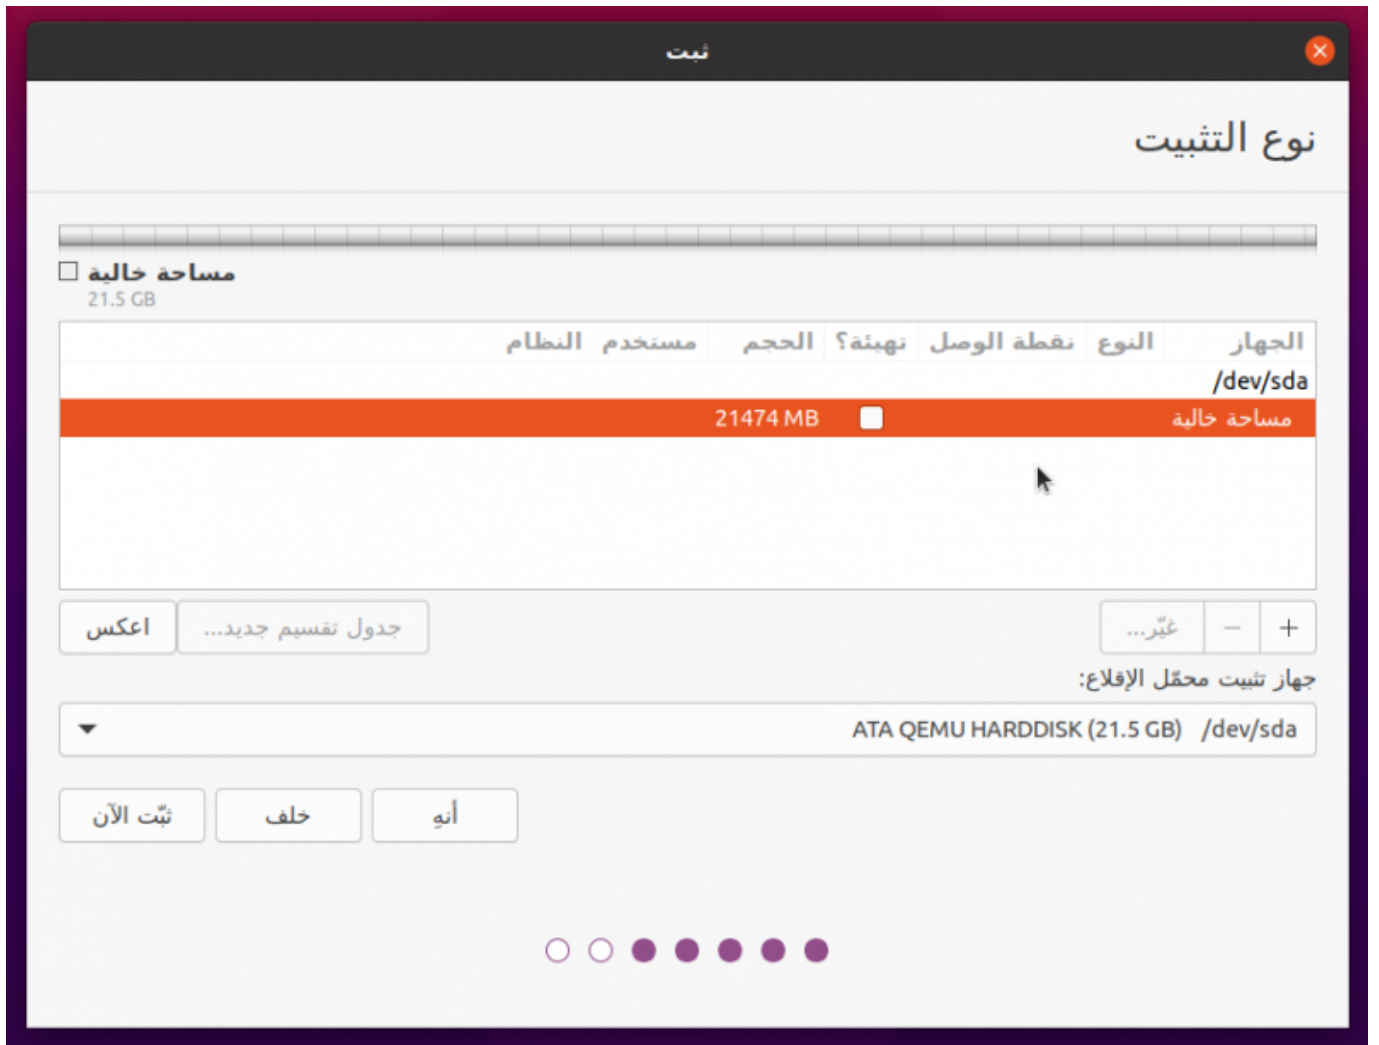 ثبت
نوع التثبيت
مساحة خالية
21.5 GB
الجهاز النوع نقطة الوصل تهيئة؟ الحجم مستخدم النظام
/dev/sda
مساحة خالية 21474 MB
+ − غيّر... جدول تقسيم جديد... اعكس
جهاز تثبيت محمّل الإقلاع:
/dev/sda ATA QEMU HARDDISK (21.5 GB)
أنهِ خلف ثبّت الآن